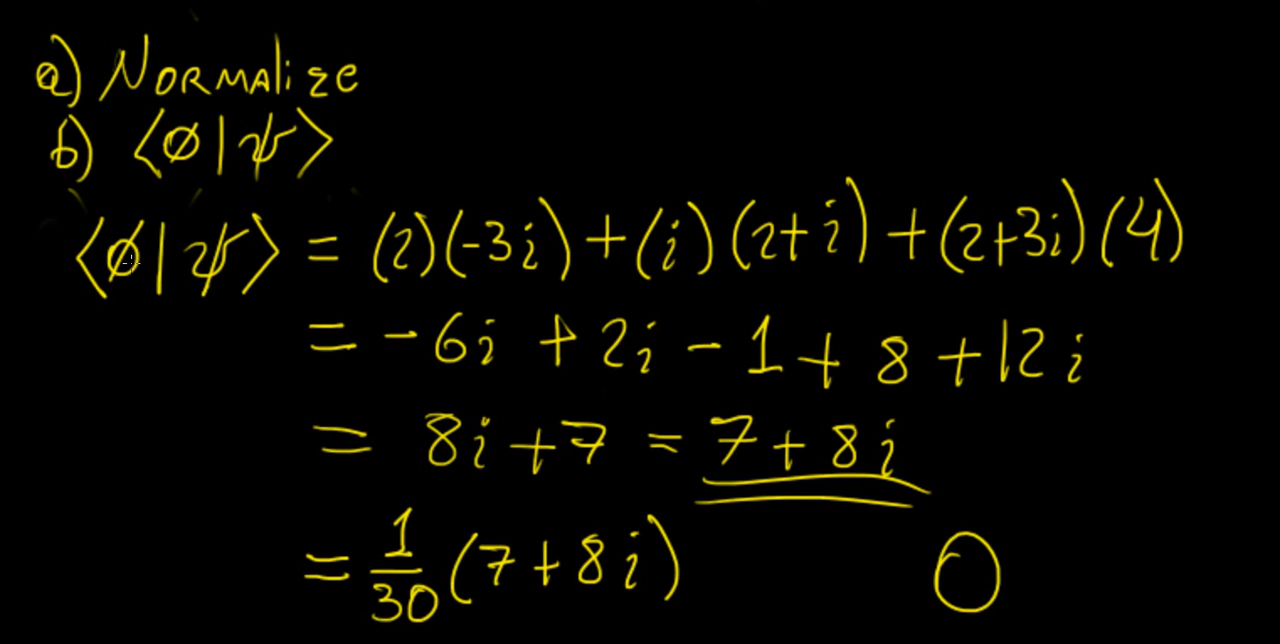 a) NORMAlize
b) ⟨ø|ψ⟩
⟨ø|ψ⟩ = (2)(-3i) + (i)(2+i) + (2+3i)(4)
= -6i + 2i - 1 + 8 + 12i
= 8i + 7 = 7 + 8i
= 1/30 (7 + 8i) 0